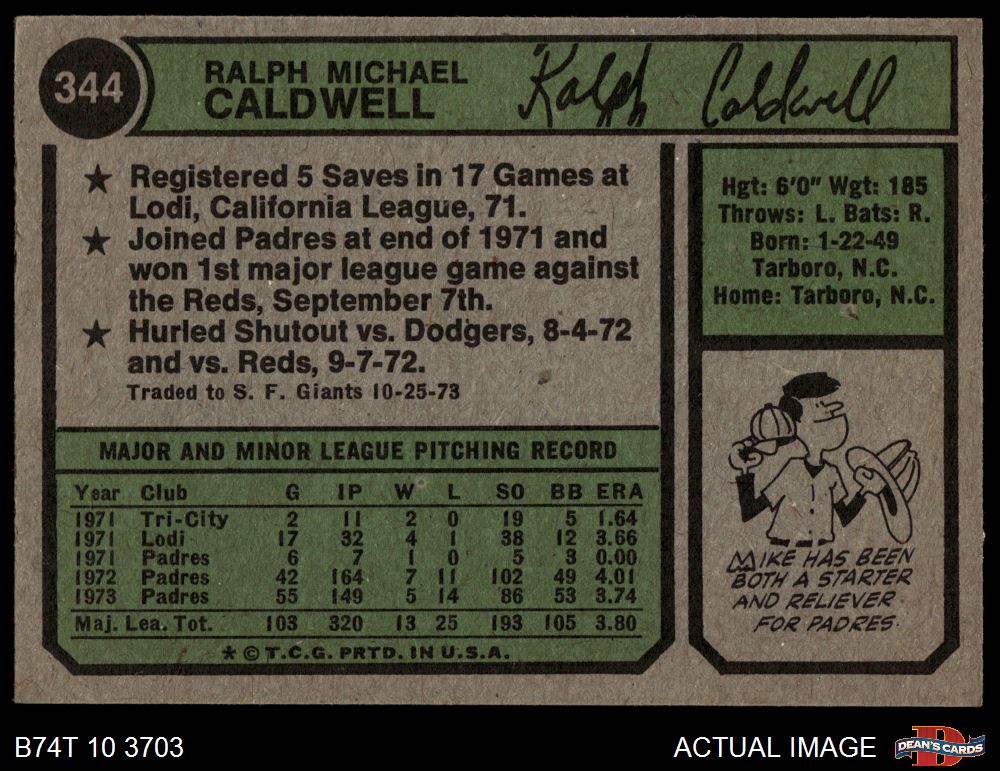 344
RALPH MICHAEL
CALDWELL
Ralph Caldwell
★ Registered 5 Saves in 17 Games at
Lodi, California League, 71.
★ Joined Padres at end of 1971 and
won 1st major league game against
the Reds, September 7th.
★ Hurled Shutout vs. Dodgers, 8-4-72
and vs. Reds, 9-7-72.
Traded to S. F. Giants 10-25-73
Hgt: 6'0" Wgt: 185
Throws: L. Bats: R.
Born: 1-22-49
Tarboro, N.C.
Home: Tarboro, N.C.
MAJOR AND MINOR LEAGUE PITCHING RECORD
Year Club G IP W L SO BB ERA
1971 Tri-City 2 11 2 0 19 5 1.64
1971 Lodi 17 32 4 1 38 12 3.66
1971 Padres 6 7 1 0 5 3 0.00
1972 Padres 42 164 7 11 102 49 4.01
1973 Padres 55 149 5 14 86 53 3.74
Maj. Lea. Tot. 103 320 13 25 193 105 3.80
★ © T.C.G. PRTD. IN U.S.A.
MIKE HAS BEEN
BOTH A STARTER
AND RELIEVER
FOR PADRES.
B74T 10 3703
ACTUAL IMAGE
D
DEAN'S CARDS